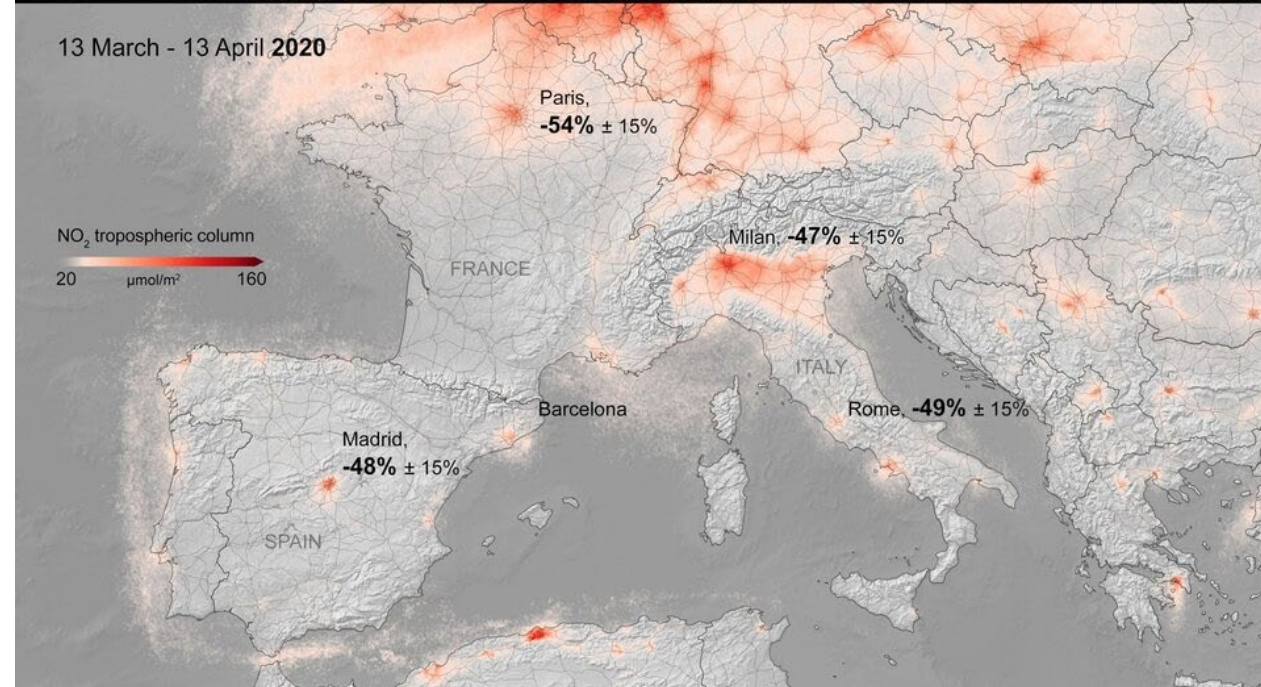 13 March - 13 April 2020
Paris,
-54% ± 15%
NO₂ tropospheric column
20 µmol/m² 160
Milan, -47% ± 15%
FRANCE
ITALY
Barcelona
Rome, -49% ± 15%
Madrid,
-48% ± 15%
SPAIN